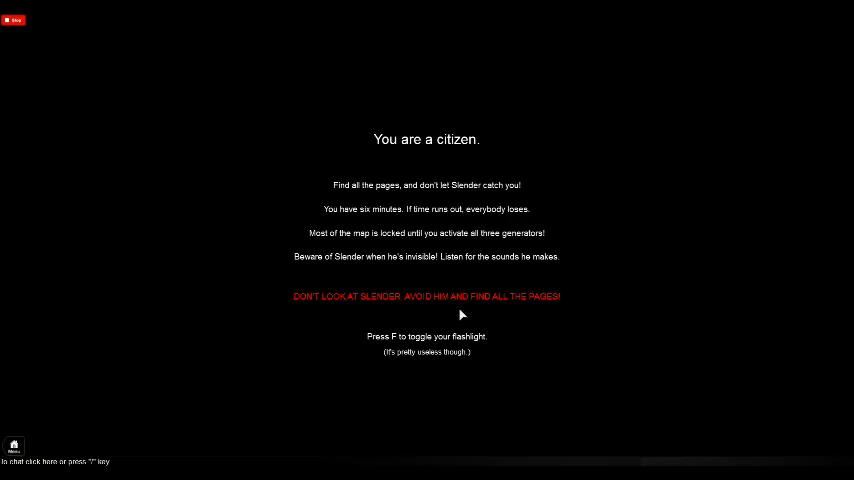 Stop
You are a citizen.
Find all the pages, and don't let Slender catch you!
You have six minutes. If time runs out, everybody loses.
Most of the map is locked until you activate all three generators!
Beware of Slender when he's invisible! Listen for the sounds he makes.
DON'T LOOK AT SLENDER, AVOID HIM AND FIND ALL THE PAGES!
Press F to toggle your flashlight.
(It's pretty useless though.)
Menu
To chat click here or press "/" key